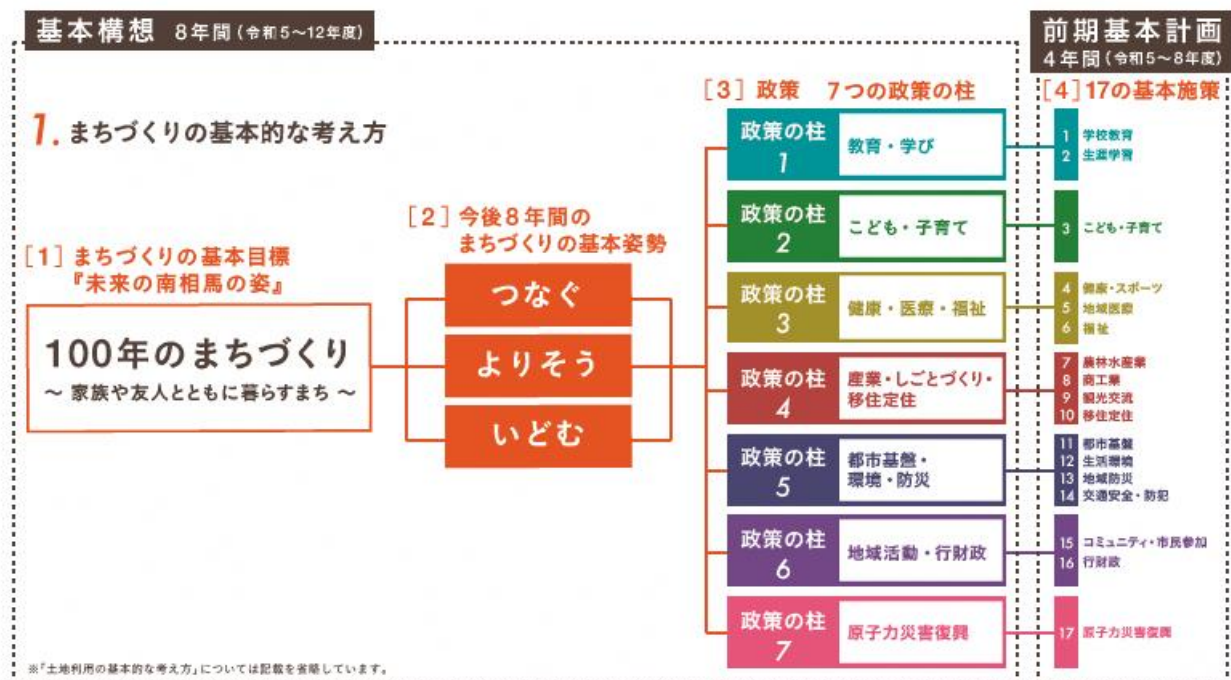 基本構想 8年間(令和5〜12年度)
前期基本計画
4年間(令和5〜8年度)
1. まちづくりの基本的な考え方
[1] まちづくりの基本目標
『未来の南相馬の姿』
100年のまちづくり
〜 家族や友人とともに暮らすまち 〜
[2] 今後8年間の
まちづくりの基本姿勢
つなぐ
よりそう
いどむ
[3] 政策 7つの政策の柱
政策の柱
1
教育・学び
政策の柱
2
こども・子育て
政策の柱
3
健康・医療・福祉
政策の柱
4
産業・しごとづくり・
移住定住
政策の柱
5
都市基盤・
環境・防災
政策の柱
6
地域活動・行財政
政策の柱
7
原子力災害復興
[4] 17の基本施策
1 学校教育
2 生涯学習
3 こども・子育て
4 健康・スポーツ
5 地域医療
6 福祉
7 農林水産業
8 商工業
9 観光交流
10 移住定住
11 都市基盤
12 生活環境
13 地域防災
14 交通安全・防犯
15 コミュニティ・市民参加
16 行財政
17 原子力災害復興
※「土地利用の基本的な考え方」については記載を省略しています。